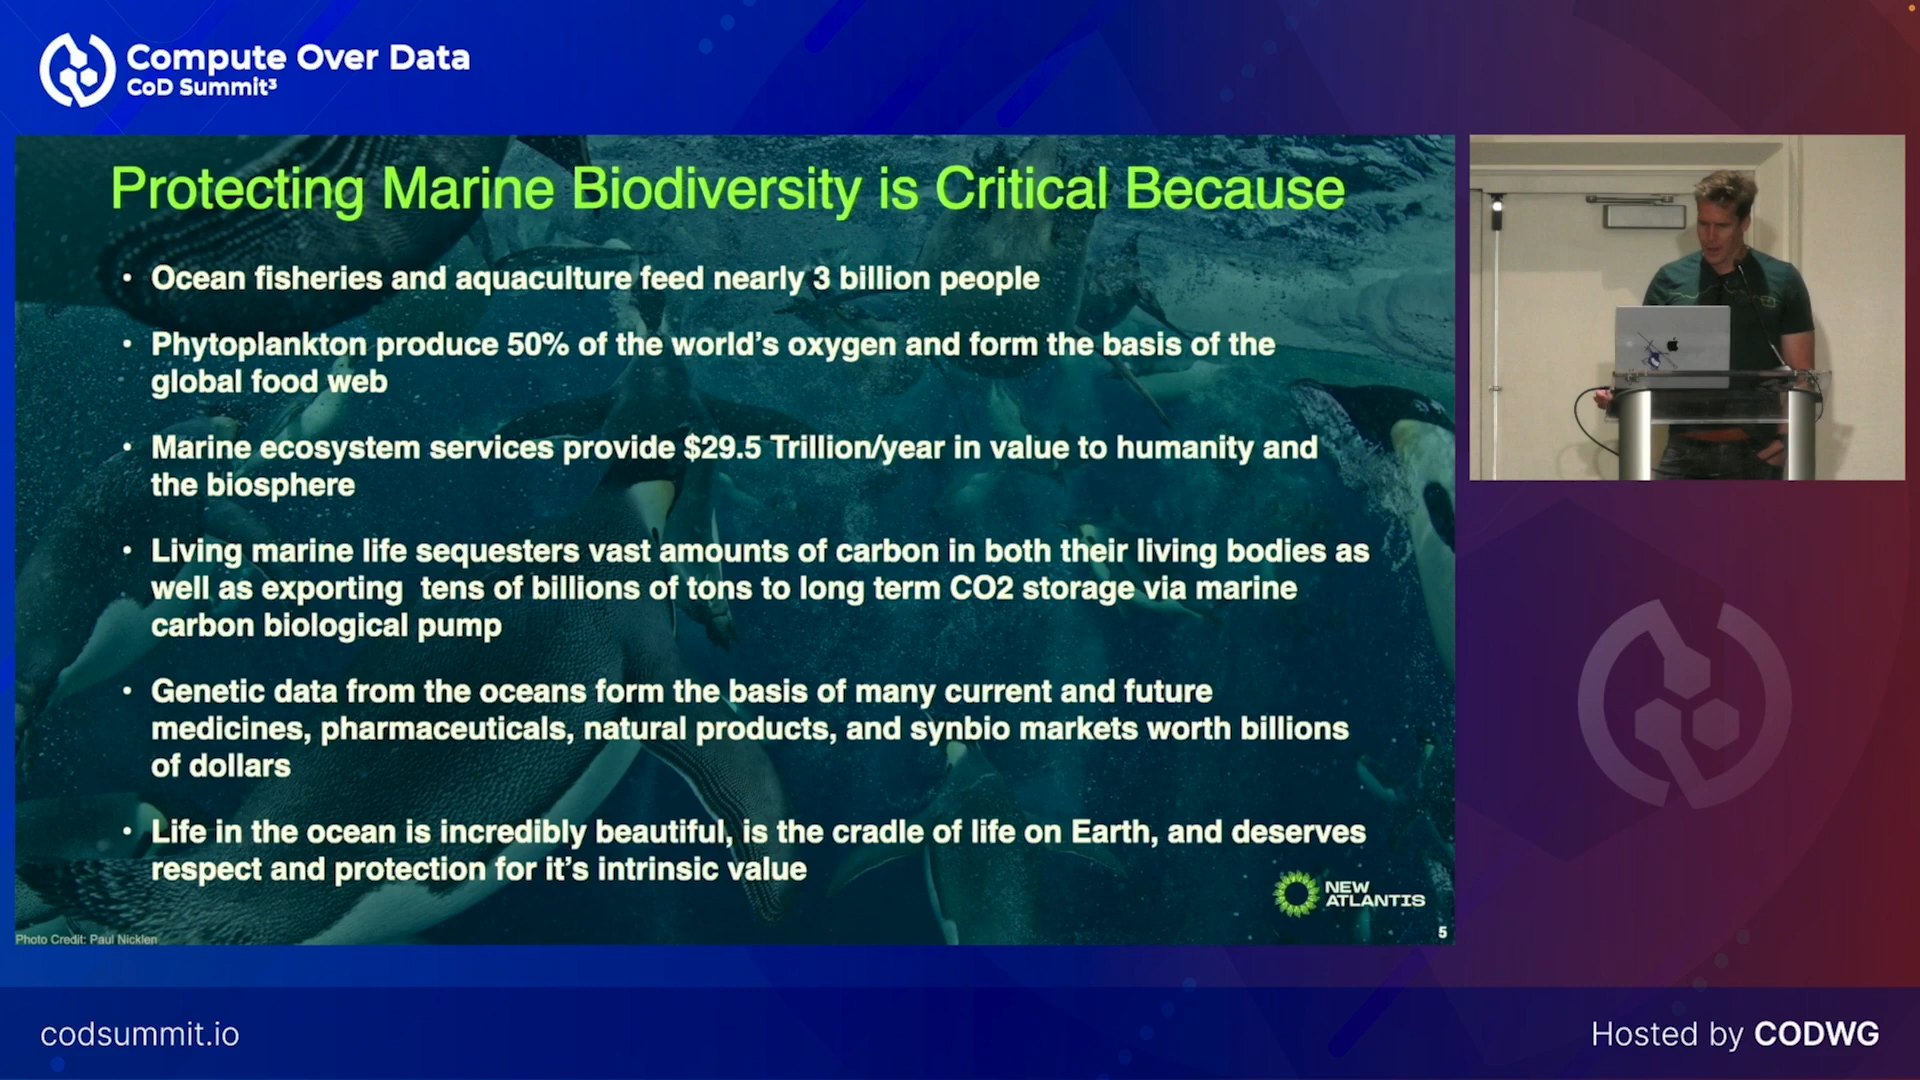 Compute Over Data
CoD Summit³
Protecting Marine Biodiversity is Critical Because
• Ocean fisheries and aquaculture feed nearly 3 billion people
• Phytoplankton produce 50% of the world’s oxygen and form the basis of the
global food web
• Marine ecosystem services provide $29.5 Trillion/year in value to humanity and
the biosphere
• Living marine life sequesters vast amounts of carbon in both their living bodies as
well as exporting  tens of billions of tons to long term CO2 storage via marine
carbon biological pump
• Genetic data from the oceans form the basis of many current and future
medicines, pharmaceuticals, natural products, and synbio markets worth billions
of dollars
• Life in the ocean is incredibly beautiful, is the cradle of life on Earth, and deserves
respect and protection for it’s intrinsic value
NEW
ATLANTIS
Photo Credit: Paul Nicklen
5
codsummit.io
Hosted by CODWG